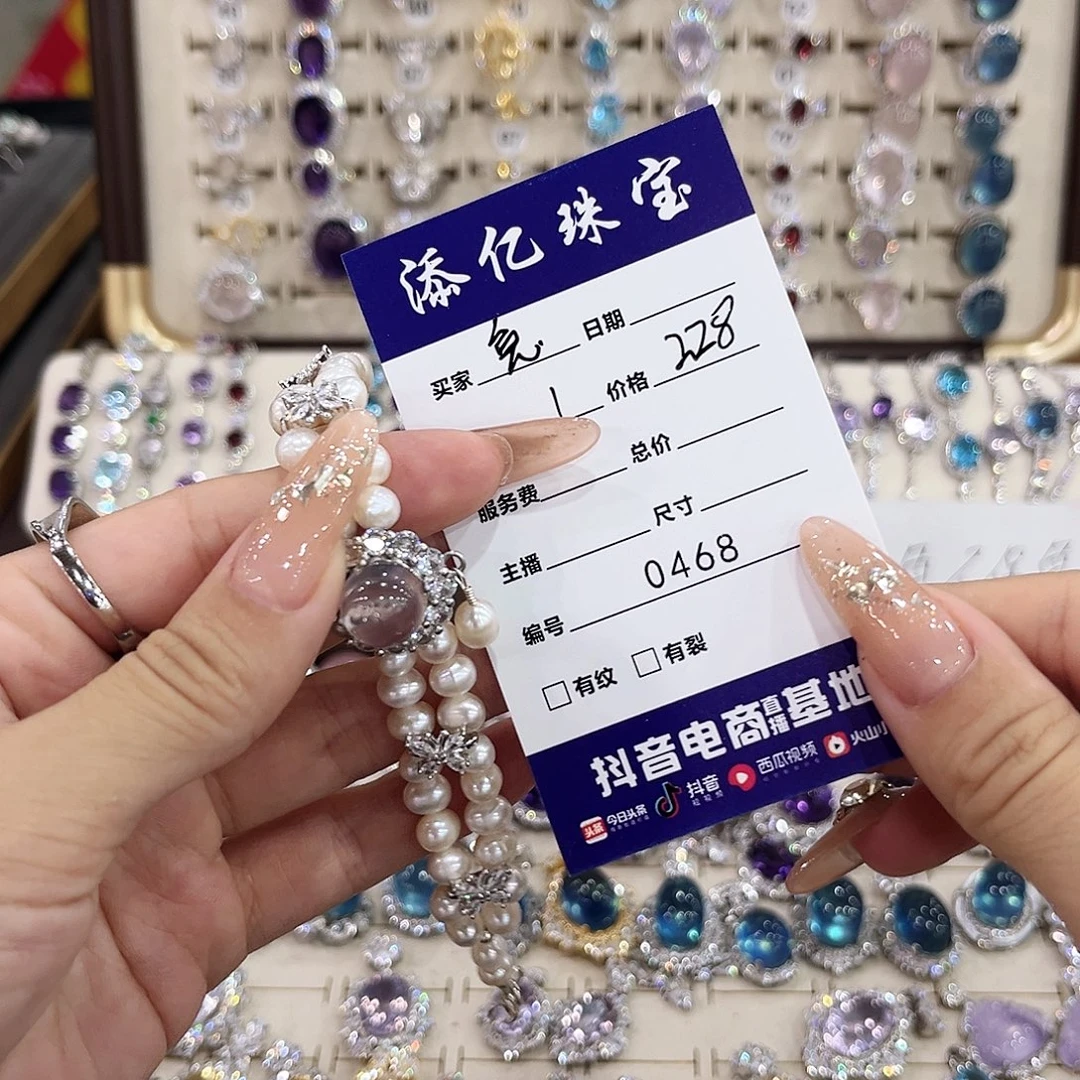 添亿珠宝
买家 日期
1 价格 228
服务费 总价
主播 尺寸
编号 0468
有纹 有裂
抖音电商直播基地
头条 今日头条 抖音 西瓜视频 火山小